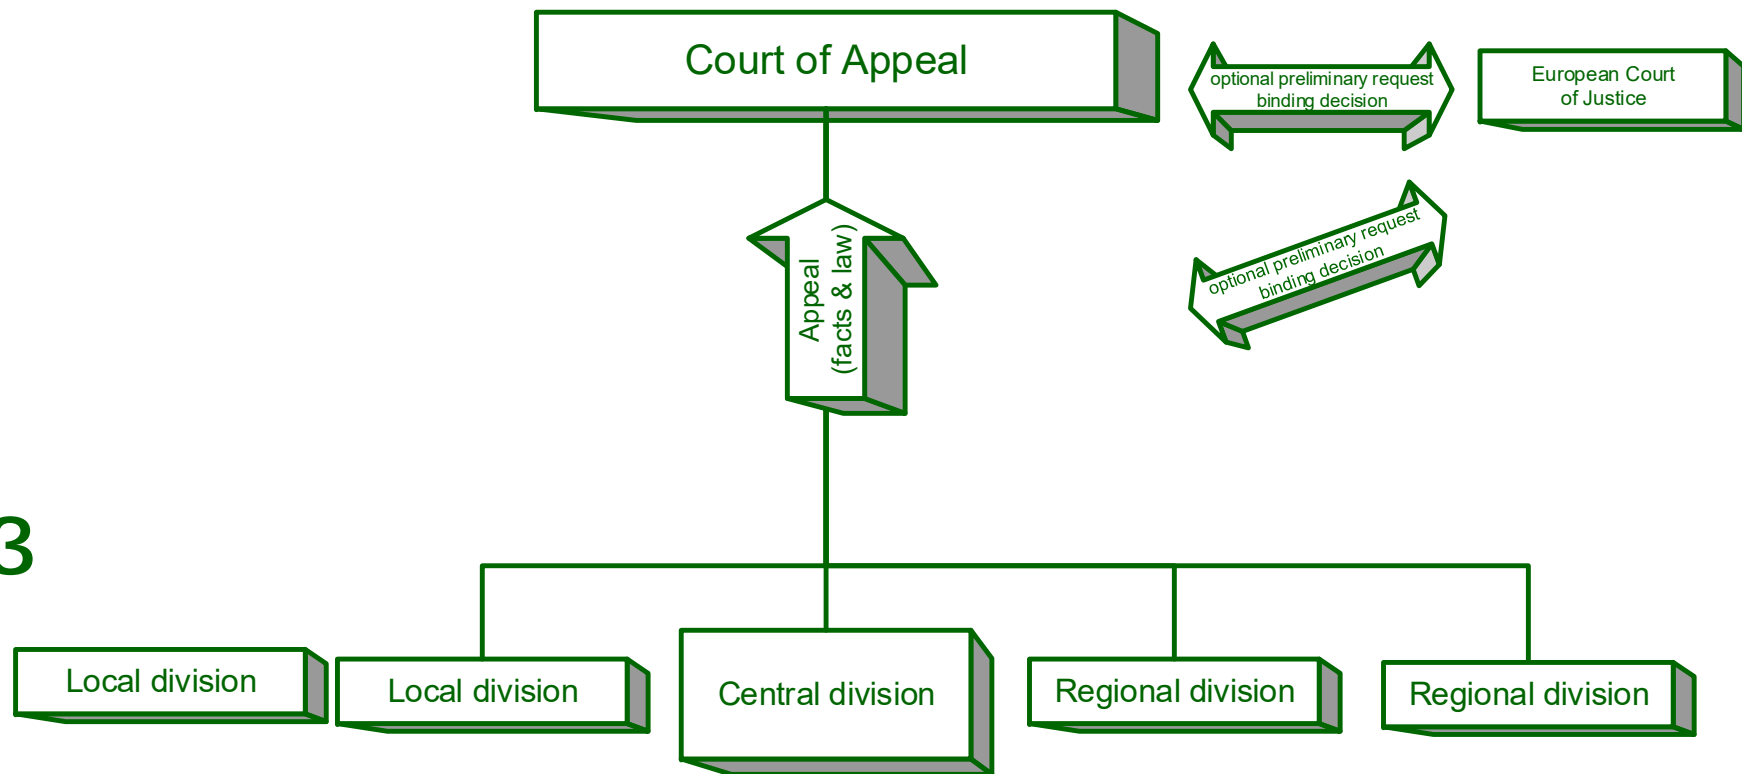 Court of Appeal
optional preliminary request
binding decision
European Court
of Justice
optional preliminary request
binding decision
Appeal
(facts & law)
3
Local division
Local division
Central division
Regional division
Regional division